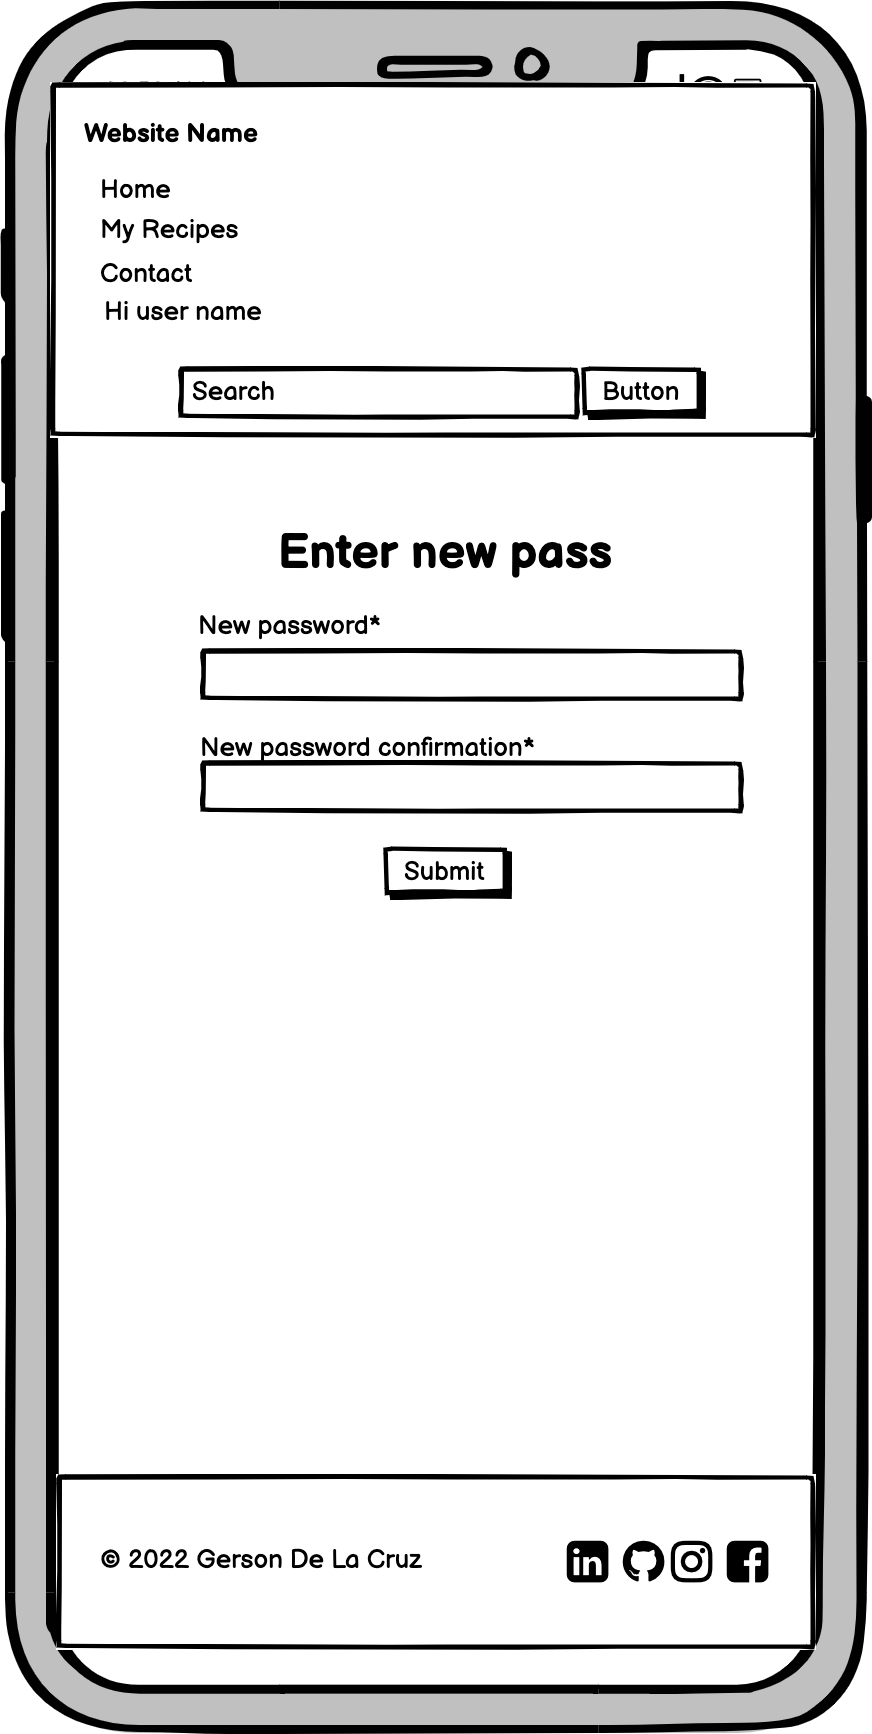 Website Name
Home
My Recipes
Contact
Hi user name
Search
Button
Enter new pass
New password*
New password confirmation*
Submit
© 2022 Gerson De La Cruz